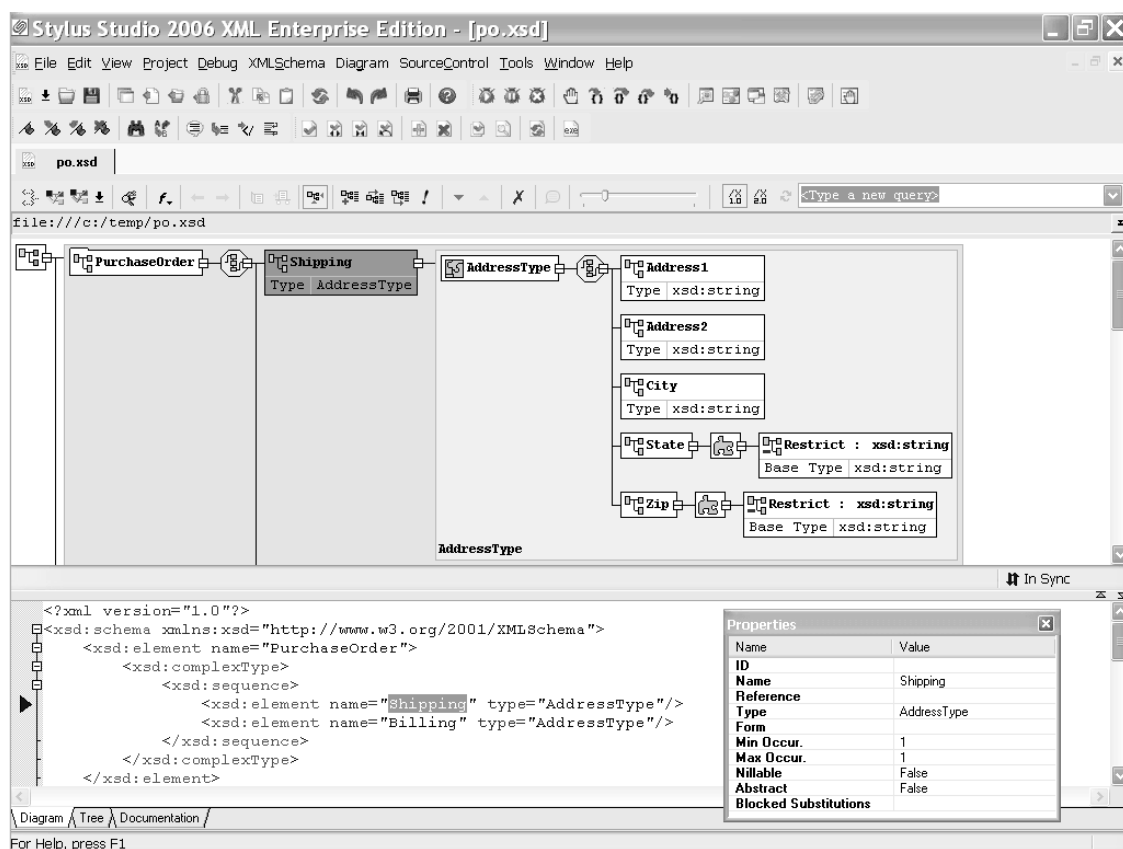 Stylus Studio 2006 XML Enterprise Edition - [po.xsd]
File Edit View Project Debug XMLSchema Diagram SourceControl Tools Window Help
po.xsd
<Type a new query>
file:///c:/temp/po.xsd
PurchaseOrder
Shipping
Type AddressType
AddressType
Address1
Type xsd:string
Address2
Type xsd:string
City
Type xsd:string
State
Restrict : xsd:string
Base Type xsd:string
Zip
Restrict : xsd:string
Base Type xsd:string
AddressType
In Sync
<?xml version="1.0"?>
<xsd:schema xmlns:xsd="http://www.w3.org/2001/XMLSchema">
<xsd:element name="PurchaseOrder">
<xsd:complexType>
<xsd:sequence>
<xsd:element name="Shipping" type="AddressType"/>
<xsd:element name="Billing" type="AddressType"/>
</xsd:sequence>
</xsd:complexType>
</xsd:element>
Properties
Name Value
ID
Name Shipping
Reference
Type AddressType
Form
Min Occur. 1
Max Occur. 1
Nillable False
Abstract False
Blocked Substitutions
Diagram Tree Documentation
For Help, press F1